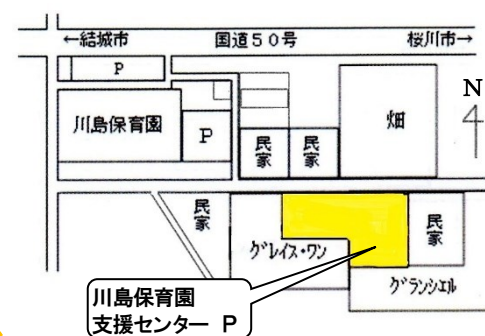 ←結城市 国道50号 桜川市→
P
N
川島保育園
P
畑
民家
民家
民家
民家
グレイス・ワン
グランシエル
川島保育園
支援センター P